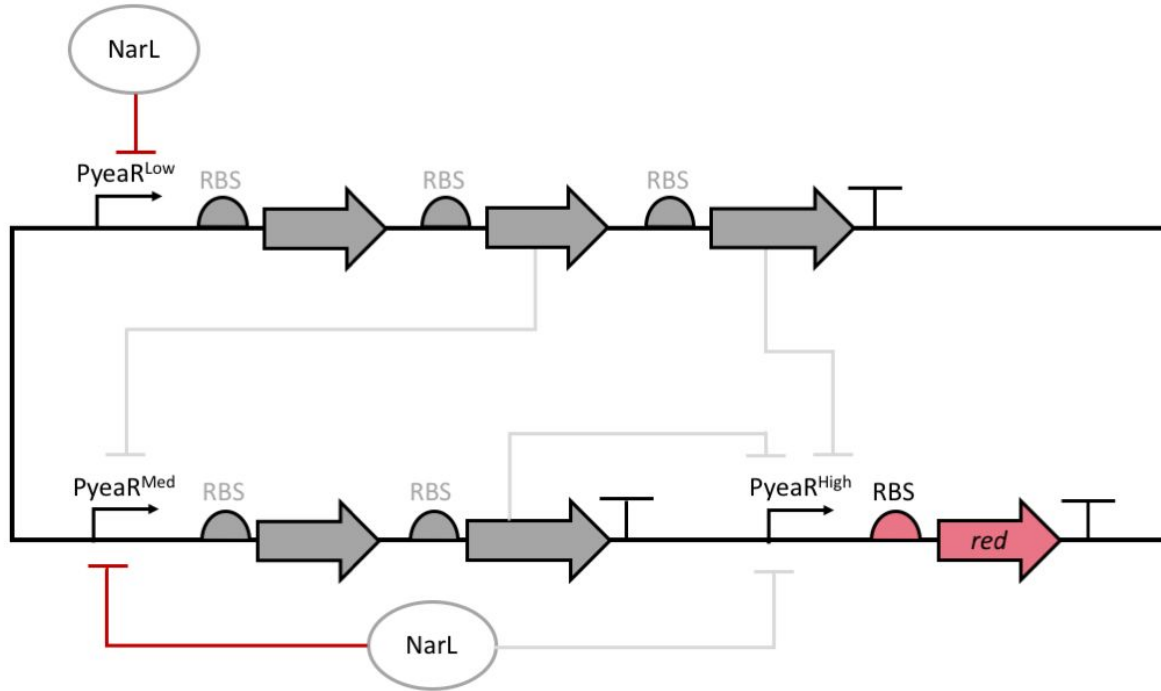 NarL
PyeaR^Low
RBS
RBS
RBS
PyeaR^Med
RBS
RBS
PyeaR^High
RBS
red
NarL